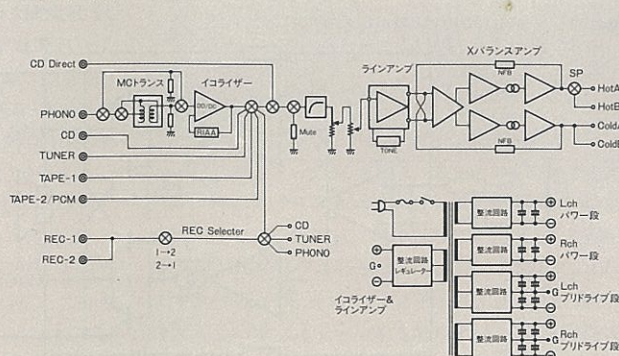 Xバランスアンプ
CD Direct
MCトランス
イコライザー
ラインアンプ
NFB
SP
HotA
HotB
ColdA
ColdB
PHONO
DC/DC
RIAA
Mute
TONE
NFB
CD
TUNER
TAPE-1
TAPE-2/PCM
REC-1
REC-2
REC Selecter
1→2
2→1
CD
TUNER
PHONO
整流回路
Lch
パワー段
整流回路
Rch
パワー段
G
整流回路
レギュレーター
イコライザー&
ラインアンプ
整流回路
G
Lch
プリドライブ段
整流回路
G
Rch
プリドライブ段